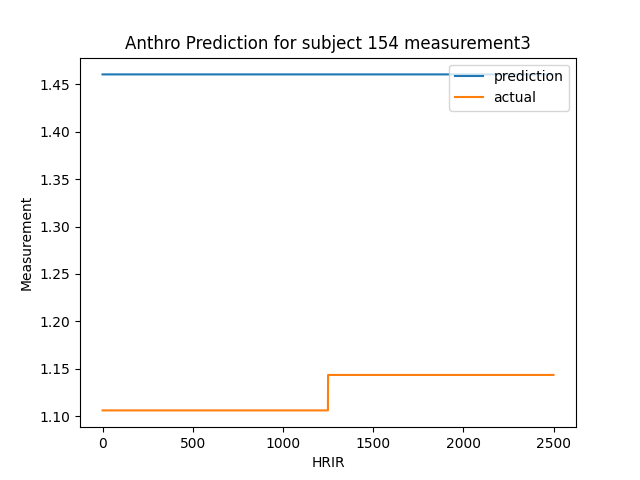 Anthro Prediction for subject 154 measurement3
prediction
actual
1.45
1.40
1.35
1.30
1.25
1.20
1.15
1.10
Measurement
0 500 1000 1500 2000 2500
HRIR